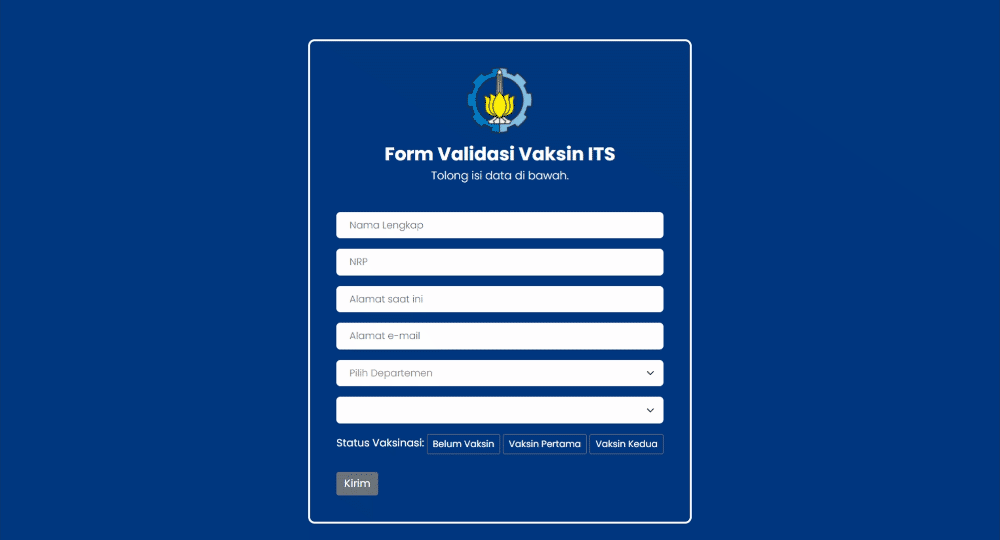 Form Validasi Vaksin ITS
Tolong isi data di bawah.
Nama Lengkap
NRP
Alamat saat ini
Alamat e-mail
Pilih Departemen
Status Vaksinasi: Belum Vaksin Vaksin Pertama Vaksin Kedua
Kirim